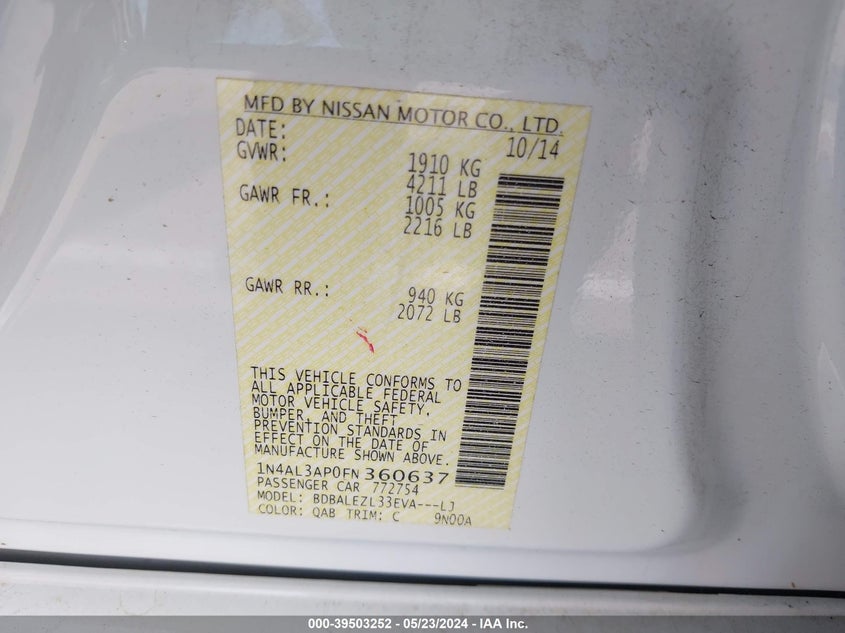 MFD BY NISSAN MOTOR CO., LTD.
DATE: 10/14
GVWR: 1910 KG
4211 LB
GAWR FR.: 1005 KG
2216 LB
GAWR RR.: 940 KG
2072 LB
THIS VEHICLE CONFORMS TO
ALL APPLICABLE FEDERAL
MOTOR VEHICLE SAFETY,
BUMPER, AND THEFT
PREVENTION STANDARDS IN
EFFECT ON THE DATE OF
MANUFACTURE SHOWN ABOVE.
1N4AL3AP0FN360637
PASSENGER CAR 772754
MODEL: BDBALEZL33EVA---LJ
COLOR: QAB TRIM: C 9N00A
000-39503252 - 05/23/2024 - IAA Inc.